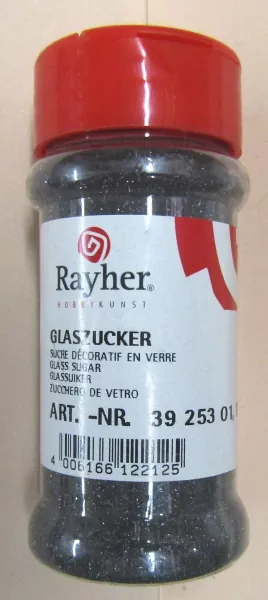 Rayher®
HOBBYKUNST
GLASZUCKER
SUCRE DÉCORATIF EN VERRE
GLASS SUGAR
GLASSUIKER
ZUCCHERO DE VETRO
ART.-NR. 39 253 01
4 006166 122125